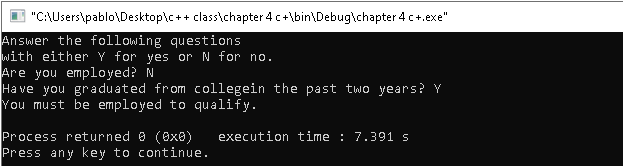 "C:\Users\pablo\Desktop\c++ class\chapter 4 c+\bin\Debug\chapter 4 c+.exe"
Answer the following questions
with either Y for yes or N for no.
Are you employed? N
Have you graduated from collegein the past two years? Y
You must be employed to qualify.
Process returned 0 (0x0)   execution time : 7.391 s
Press any key to continue.